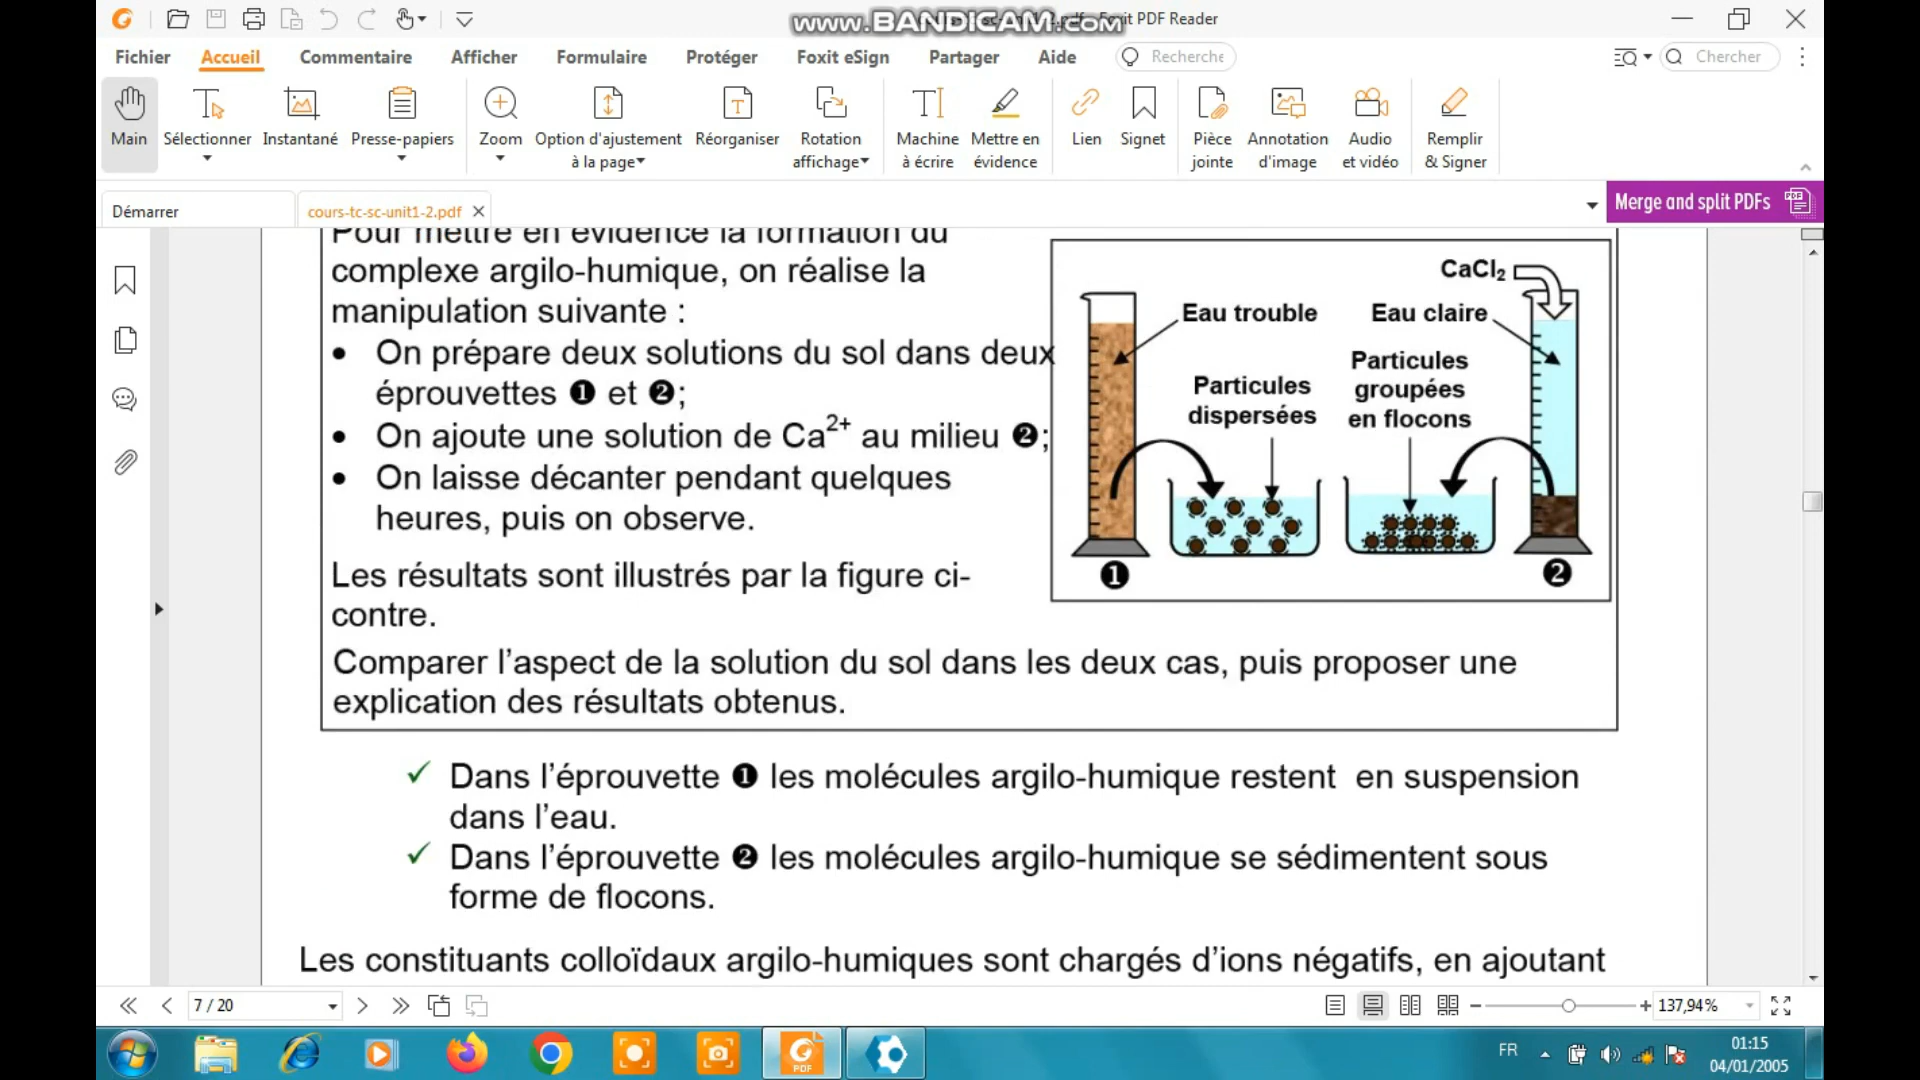 www.BANDICAM.com
Foxit PDF Reader
Fichier Accueil Commentaire Afficher Formulaire Protéger Foxit eSign Partager Aide Recherche Chercher
Main Sélectionner Instantané Presse-papiers Zoom Option d'ajustement à la page Réorganiser Rotation affichage Machine à écrire Mettre en évidence Lien Signet Pièce jointe Annotation d'image Audio et vidéo Remplir & Signer
Démarrer cours-tc-sc-unit1-2.pdf Merge and split PDFs
Pour mettre en évidence la formation du
complexe argilo-humique, on réalise la
manipulation suivante :
• On prépare deux solutions du sol dans deux
éprouvettes ❶ et ❷;
• On ajoute une solution de Ca²⁺ au milieu ❷;
• On laisse décanter pendant quelques
heures, puis on observe.
Les résultats sont illustrés par la figure ci-
contre.
CaCl₂
Eau trouble
Eau claire
Particules
dispersées
Particules
groupées
en flocons
❶
❷
Comparer l'aspect de la solution du sol dans les deux cas, puis proposer une
explication des résultats obtenus.
✓ Dans l'éprouvette ❶ les molécules argilo-humique restent en suspension
dans l'eau.
✓ Dans l'éprouvette ❷ les molécules argilo-humique se sédimentent sous
forme de flocons.
Les constituants colloïdaux argilo-humiques sont chargés d'ions négatifs, en ajoutant
7 / 20
137,94%
FR
01:15
04/01/2005